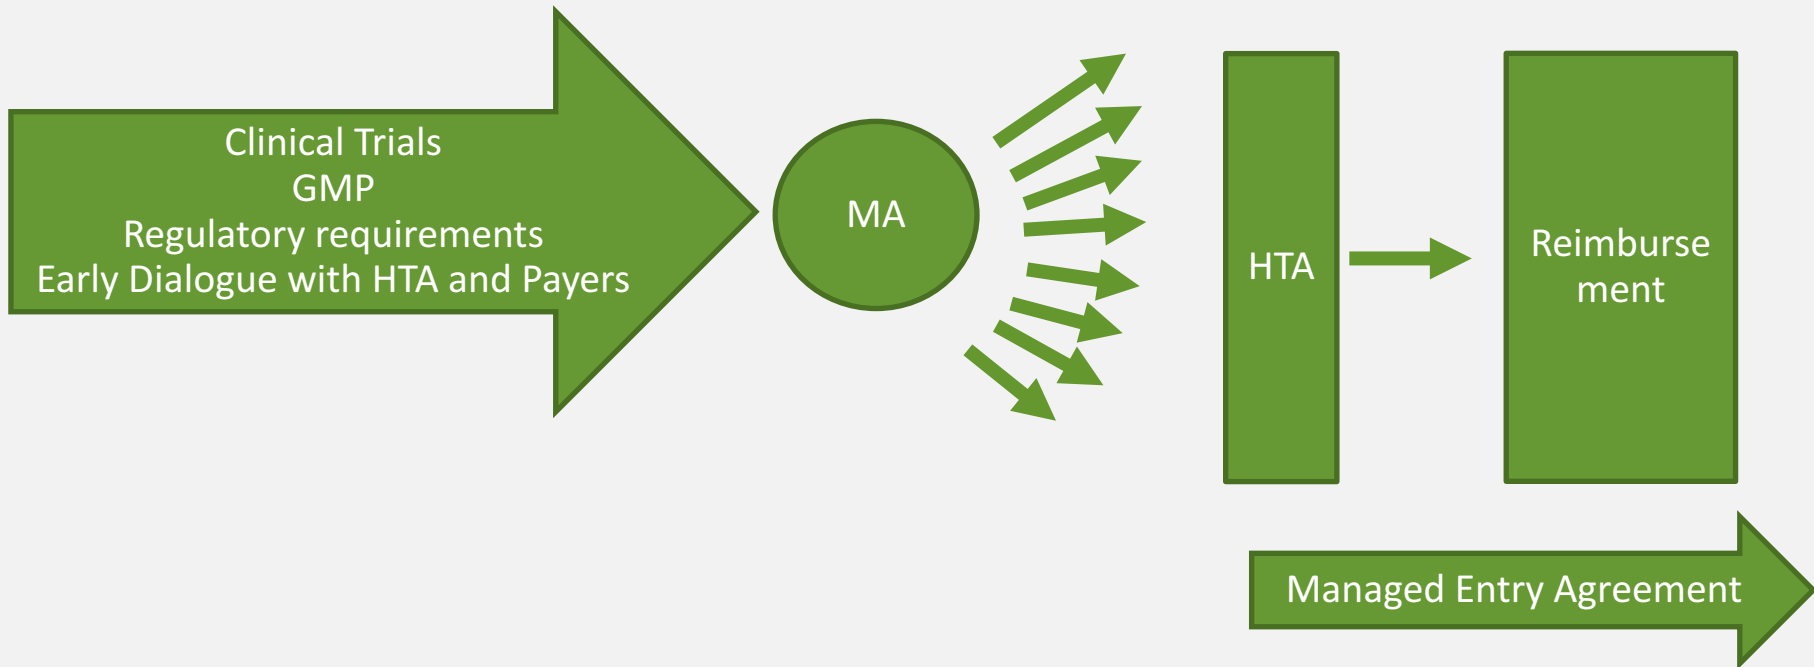 Clinical Trials
GMP
Regulatory requirements
Early Dialogue with HTA and Payers
MA
HTA
Reimburse
ment
Managed Entry Agreement